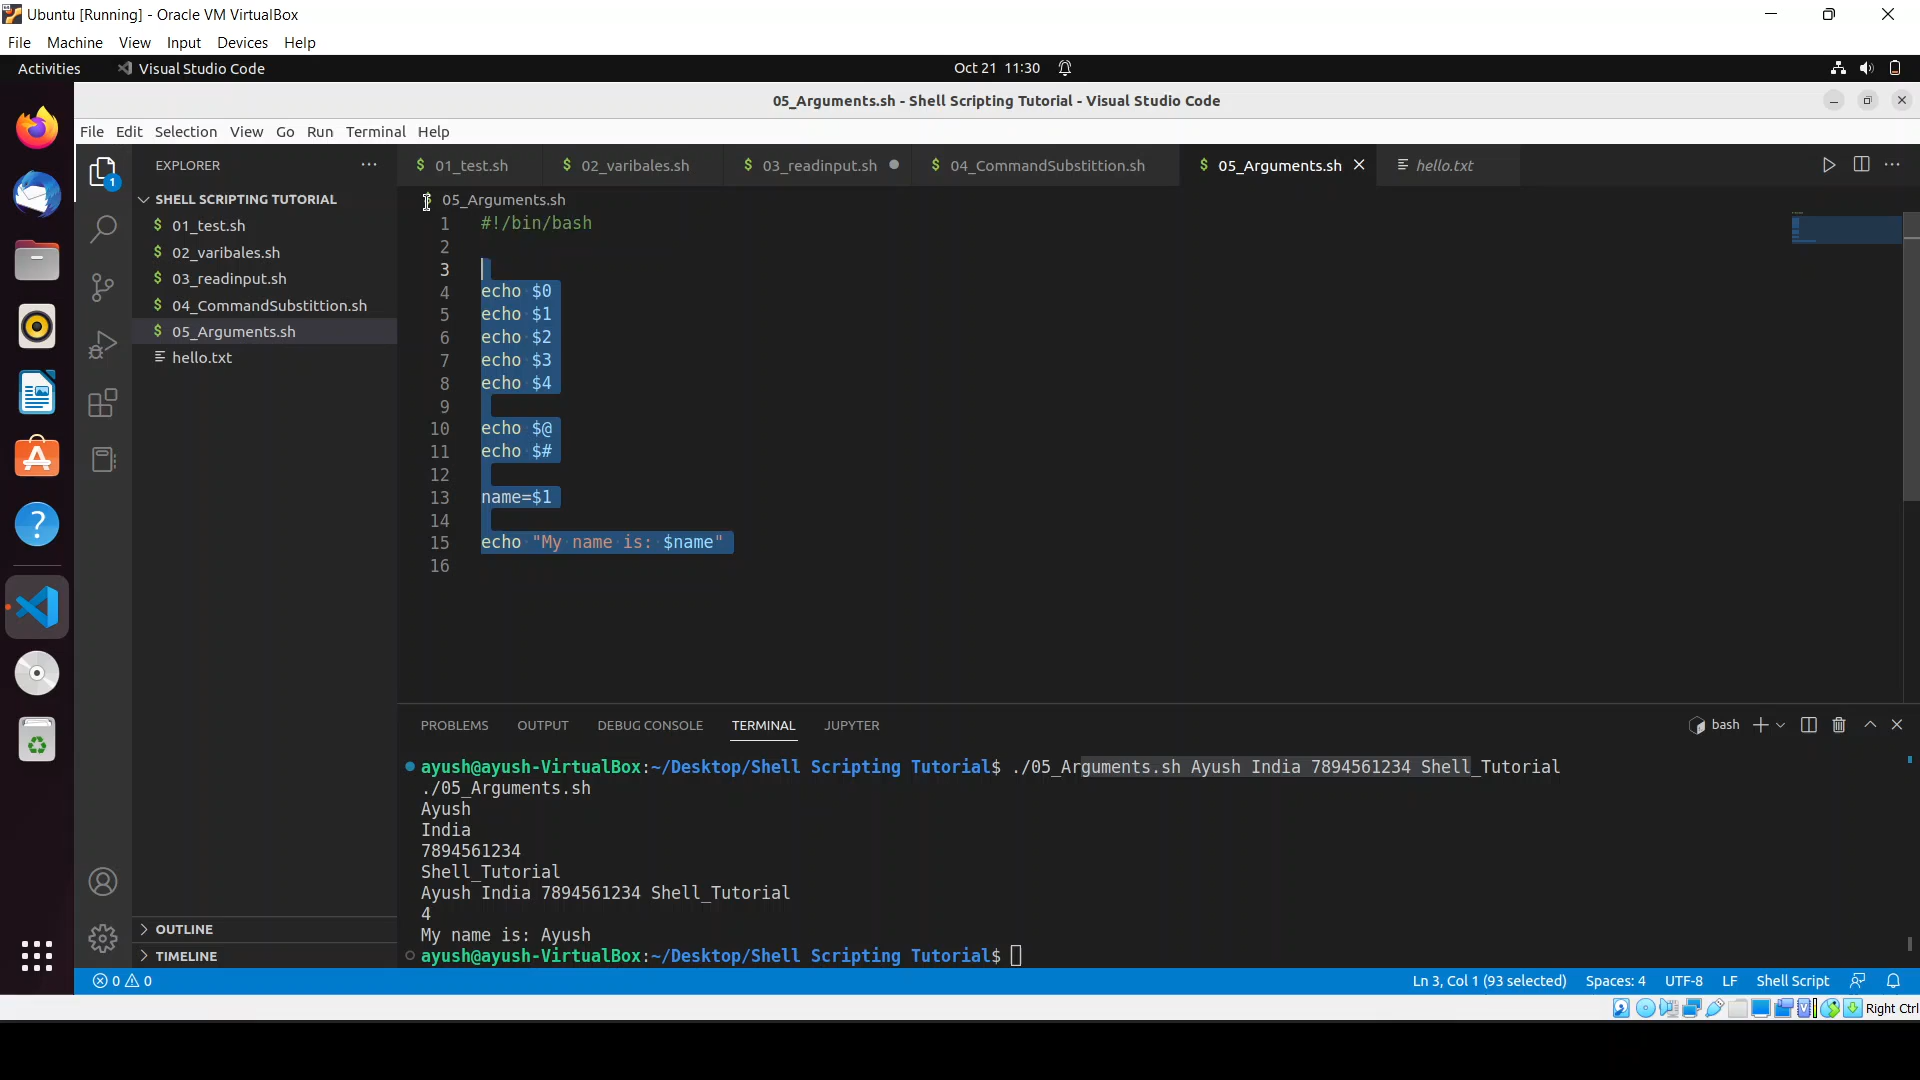 Ubuntu [Running] - Oracle VM VirtualBox
File Machine View Input Devices Help
Activities Visual Studio Code Oct 21 11:30
05_Arguments.sh - Shell Scripting Tutorial - Visual Studio Code
File Edit Selection View Go Run Terminal Help
EXPLORER
$ 01_test.sh $ 02_varibales.sh $ 03_readinput.sh $ 04_CommandSubstittion.sh $ 05_Arguments.sh hello.txt
SHELL SCRIPTING TUTORIAL
$ 01_test.sh
$ 02_varibales.sh
$ 03_readinput.sh
$ 04_CommandSubstittion.sh
$ 05_Arguments.sh
hello.txt
OUTLINE
TIMELINE
1
$ 05_Arguments.sh
1 #!/bin/bash
2
3
4 echo $0
5 echo $1
6 echo $2
7 echo $3
8 echo $4
9
10 echo $@
11 echo $#
12
13 name=$1
14
15 echo "My name is: $name"
16
PROBLEMS OUTPUT DEBUG CONSOLE TERMINAL JUPYTER bash
ayush@ayush-VirtualBox:~/Desktop/Shell Scripting Tutorial$ ./05_Arguments.sh Ayush India 7894561234 Shell_Tutorial
./05_Arguments.sh
Ayush
India
7894561234
Shell_Tutorial
Ayush India 7894561234 Shell_Tutorial
4
My name is: Ayush
ayush@ayush-VirtualBox:~/Desktop/Shell Scripting Tutorial$
0 0 Ln 3, Col 1 (93 selected) Spaces: 4 UTF-8 LF Shell Script
Right Ctrl